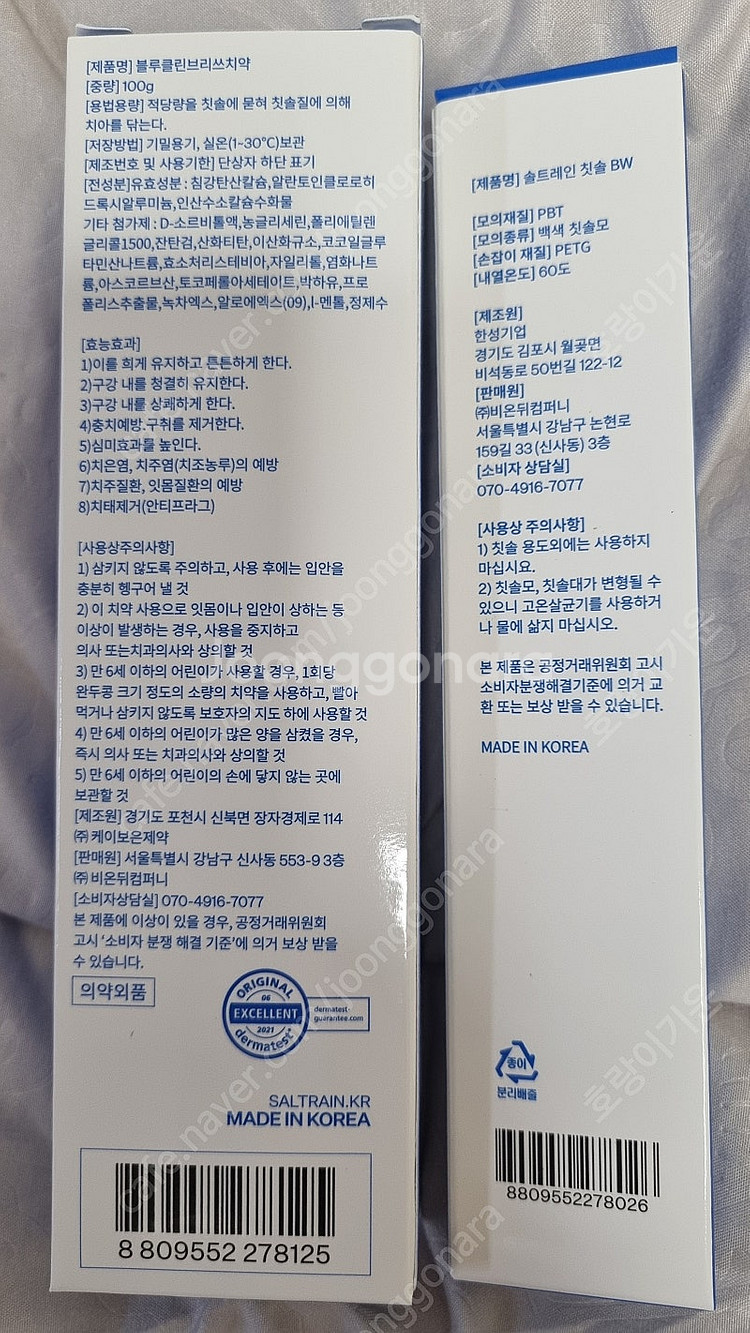 [제품명] 블루클린브리쓰치약
[중량] 100g
[용법용량] 적당량을 칫솔에 묻혀 칫솔질에 의해
치아를 닦는다.
[저장방법] 기밀용기, 실온(1~30℃)보관
[제조번호 및 사용기한] 단상자 하단 표기
[전성분]유효성분 : 침강탄산칼슘,알란토인클로로히
드록시알루미늄,인산수소칼슘수화물
기타 첨가제 : D-소르비톨액,농글리세린,폴리에틸렌
글리콜1500,잔탄검,산화티탄,이산화규소,코코일글루
타민산나트륨,효소처리스테비아,자일리톨,염화나트
륨,아스코르브산,토코페롤아세테이트,박하유,프로
폴리스추출물,녹차엑스,알로에엑스(09),l-멘톨,정제수
[효능효과]
1)이를 희게 유지하고 튼튼하게 한다.
2)구강 내를 청결히 유지한다.
3)구강 내를 상쾌하게 한다.
4)충치예방.구취를 제거한다.
5)심미효과를 높인다.
6)치은염, 치주염(치조농루)의 예방
7)치주질환, 잇몸질환의 예방
8)치태제거(안티프라그)
[사용상주의사항]
1) 삼키지 않도록 주의하고, 사용 후에는 입안을
충분히 헹구어 낼 것
2) 이 치약 사용으로 잇몸이나 입안이 상하는 등
이상이 발생하는 경우, 사용을 중지하고
의사 또는치과의사와 상의할 것
3) 만 6세 이하의 어린이가 사용할 경우, 1회당
완두콩 크기 정도의 소량의 치약을 사용하고, 빨아
먹거나 삼키지 않도록 보호자의 지도 하에 사용할 것
4) 만 6세 이하의 어린이가 많은 양을 삼켰을 경우,
즉시 의사 또는 치과의사와 상의할 것
5) 만 6세 이하의 어린이의 손에 닿지 않는 곳에
보관할 것
[제조원] 경기도 포천시 신북면 장자경제로 114
㈜케이보은제약
[판매원] 서울특별시 강남구 신사동 553-9 3층
㈜ 비온뒤컴퍼니
[소비자상담실] 070-4916-7077
본 제품에 이상이 있을 경우, 공정거래위원회
고시 '소비자 분쟁 해결 기준'에 의거 보상 받을
수 있습니다.
의약외품
ORIGINAL
06
EXCELLENT
2021
dermatest
dermatest-
guarantee.com
SALTRAIN.KR
MADE IN KOREA
8 809552 278125
[제품명] 솔트레인 칫솔 BW
[모의재질] PBT
[모의종류] 백색 칫솔모
[손잡이 재질] PETG
[내열온도] 60도
[제조원]
한성기업
경기도 김포시 월곶면
비석동로 50번길 122-12
[판매원]
㈜비온뒤컴퍼니
서울특별시 강남구 논현로
159길 33 (신사동) 3층
[소비자 상담실]
070-4916-7077
[사용상 주의사항]
1) 칫솔 용도외에는 사용하지
마십시요.
2) 칫솔모, 칫솔대가 변형될 수
있으니 고온살균기를 사용하거
나 물에 삶지 마십시오.
본 제품은 공정거래위원회 고시
소비자분쟁해결기준에 의거 교
환 또는 보상 받을 수 있습니다.
MADE IN KOREA
종이
분리배출
8809552278026
joonggonara
cafe.naver.com/joonggonara
호랑이기운